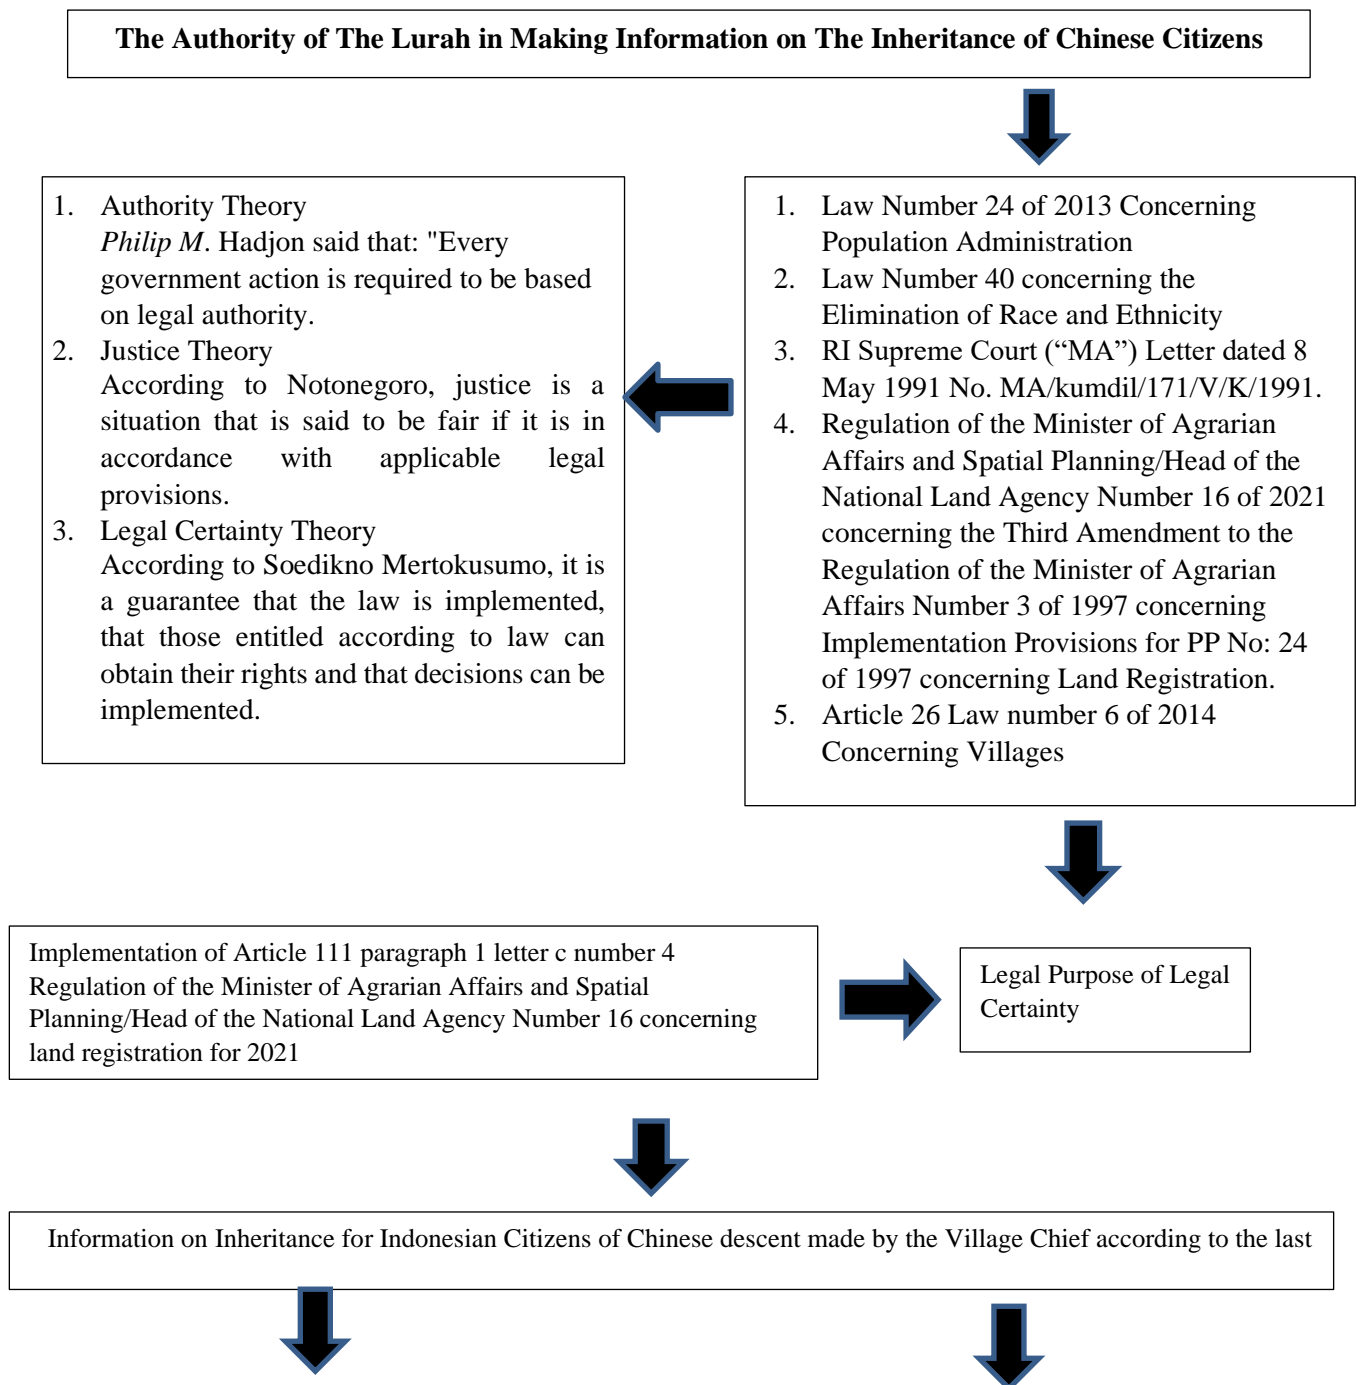 The Authority of The Lurah in Making Information on The Inheritance of Chinese Citizens
1. Authority Theory
Philip M. Hadjon said that: "Every
government action is required to be based
on legal authority.
2. Justice Theory
According to Notonegoro, justice is a
situation that is said to be fair if it is in
accordance with applicable legal
provisions.
3. Legal Certainty Theory
According to Soedikno Mertokusumo, it is
a guarantee that the law is implemented,
that those entitled according to law can
obtain their rights and that decisions can be
implemented.
1. Law Number 24 of 2013 Concerning
Population Administration
2. Law Number 40 concerning the
Elimination of Race and Ethnicity
3. RI Supreme Court (“MA”) Letter dated 8
May 1991 No. MA/kumdil/171/V/K/1991.
4. Regulation of the Minister of Agrarian
Affairs and Spatial Planning/Head of the
National Land Agency Number 16 of 2021
concerning the Third Amendment to the
Regulation of the Minister of Agrarian
Affairs Number 3 of 1997 concerning
Implementation Provisions for PP No: 24
of 1997 concerning Land Registration.
5. Article 26 Law number 6 of 2014
Concerning Villages
Implementation of Article 111 paragraph 1 letter c number 4
Regulation of the Minister of Agrarian Affairs and Spatial
Planning/Head of the National Land Agency Number 16 concerning
land registration for 2021
Legal Purpose of Legal
Certainty
Information on Inheritance for Indonesian Citizens of Chinese descent made by the Village Chief according to the last